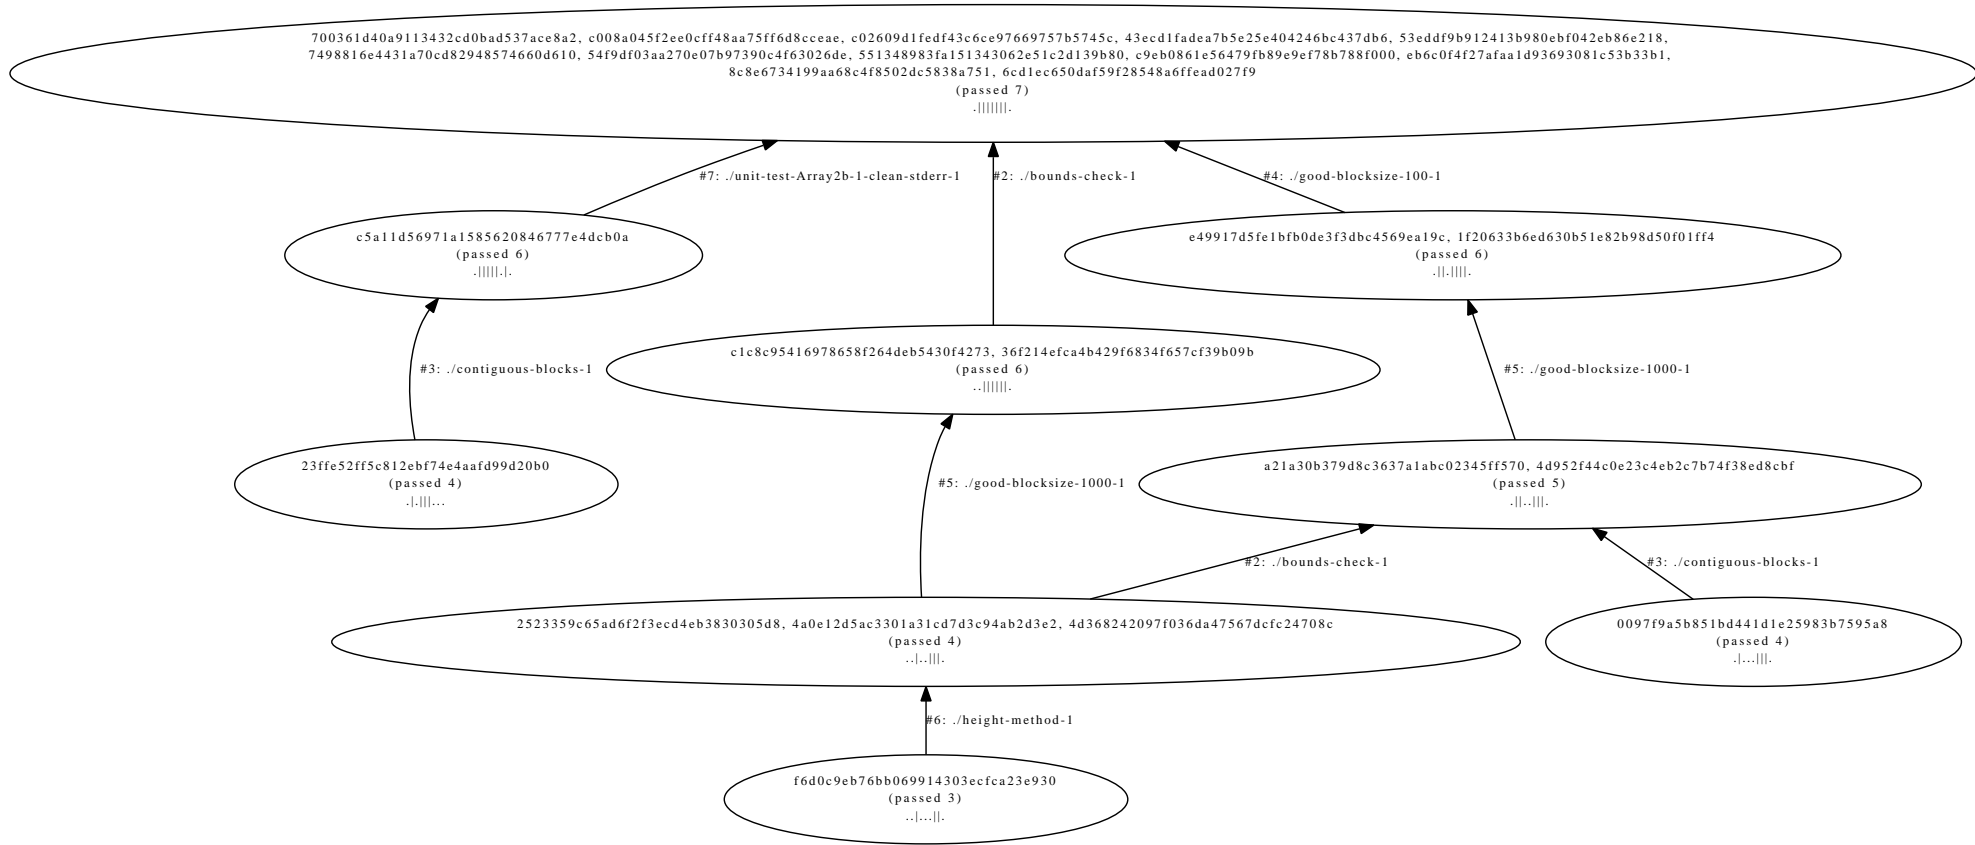 700361d40a9113432cd0bad537ace8a2, c008a045f2ee0cff48aa75ff6d8cceae, c02609d1fedf43c6ce97669757b5745c, 43ecd1fadea7b5e25e404246bc437db6, 53eddf9b912413b980ebf042eb86e218,
7498816e4431a70cd82948574660d610, 54f9df03aa270e07b97390c4f63026de, 551348983fa151343062e51c2d139b80, c9eb0861e56479fb89e9ef78b788f000, eb6c0f4f27afaa1d93693081c53b33b1,
8c8e6734199aa68c4f8502dc5838a751, 6cd1ec650daf59f28548a6ffead027f9
(passed 7)
.|||||||.
#7: ./unit-test-Array2b-1-clean-stderr-1
#2: ./bounds-check-1
#4: ./good-blocksize-100-1
c5a11d56971a1585620846777e4dcb0a
(passed 6)
.|||||.|.
e49917d5fe1bfb0de3f3dbc4569ea19c, 1f20633b6ed630b51e82b98d50f01ff4
(passed 6)
.||.||||.
c1c8c95416978658f264deb5430f4273, 36f214efca4b429f6834f657cf39b09b
(passed 6)
..||||||.
#3: ./contiguous-blocks-1
#5: ./good-blocksize-1000-1
23ffe52ff5c812ebf74e4aafd99d20b0
(passed 4)
.|.|||...
#5: ./good-blocksize-1000-1
a21a30b379d8c3637a1abc02345ff570, 4d952f44c0e23c4eb2c7b74f38ed8cbf
(passed 5)
.||..|||.
#2: ./bounds-check-1
#3: ./contiguous-blocks-1
2523359c65ad6f2f3ecd4eb3830305d8, 4a0e12d5ac3301a31cd7d3c94ab2d3e2, 4d368242097f036da47567dcfc24708c
(passed 4)
..|..|||.
0097f9a5b851bd441d1e25983b7595a8
(passed 4)
.|...|||.
#6: ./height-method-1
f6d0c9eb76bb069914303ecfca23e930
(passed 3)
..|...||.